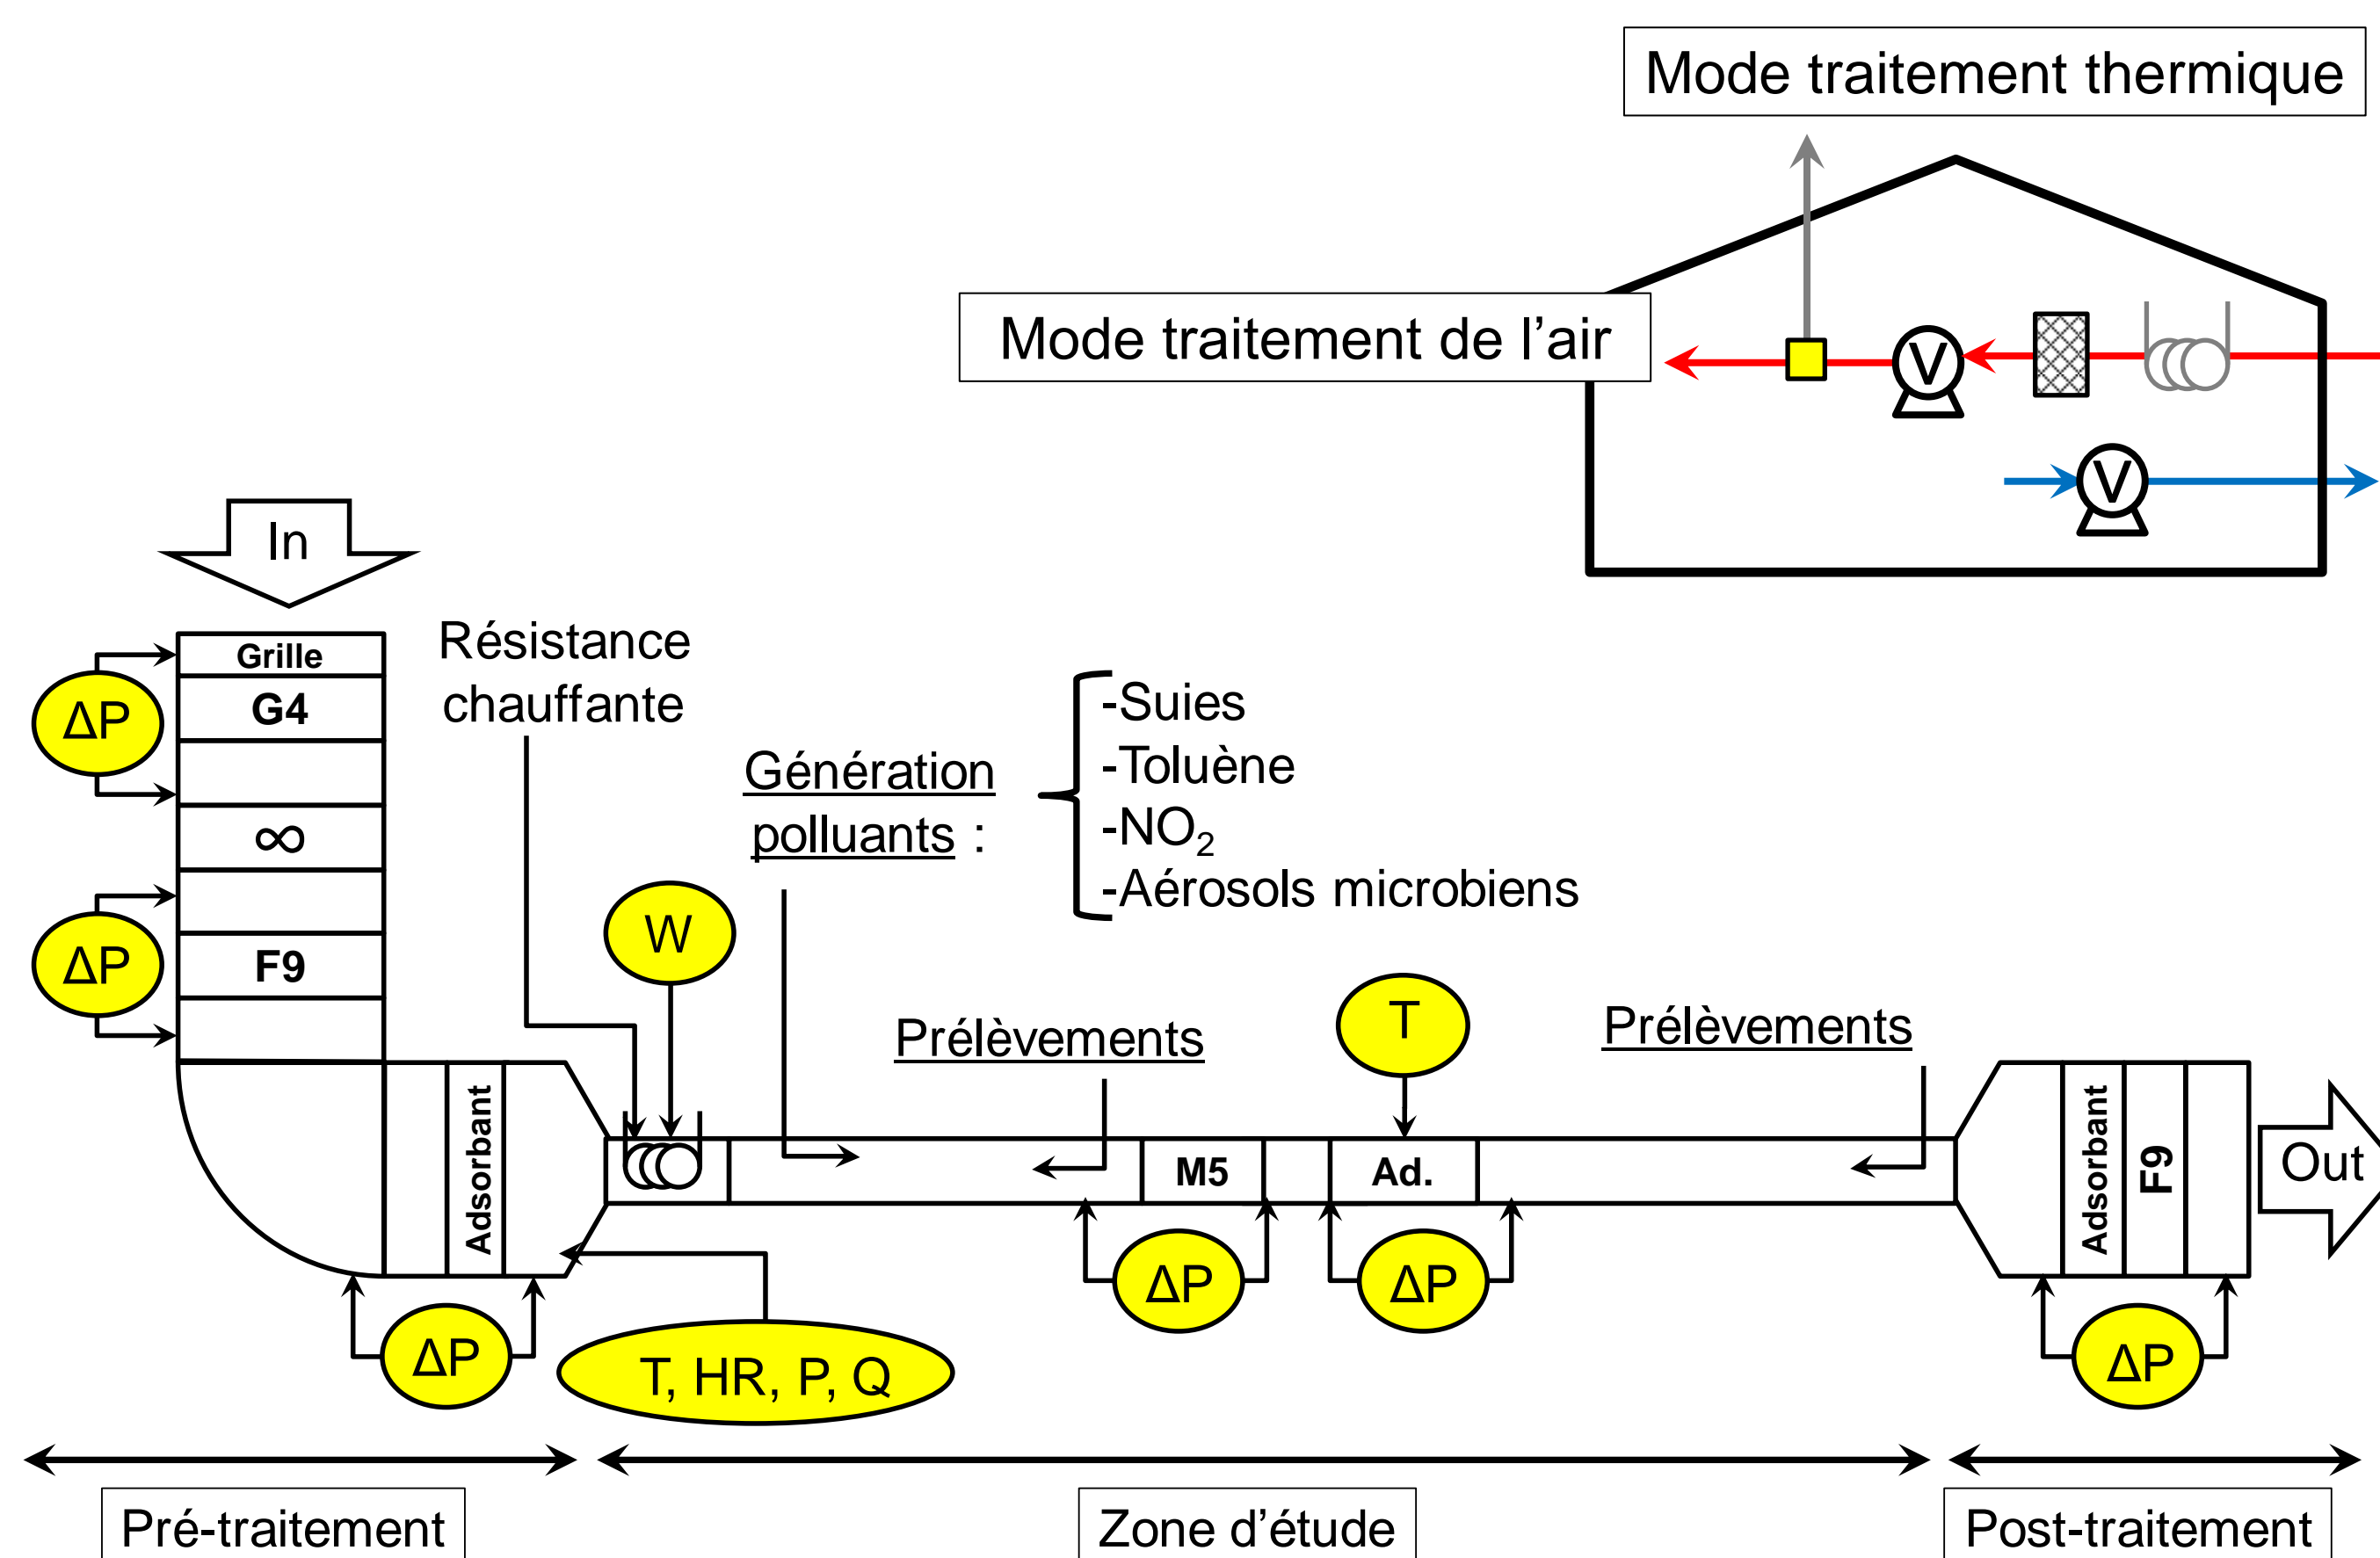 Mode traitement thermique
Mode traitement de l’air
V
V
In
Grille
G4
∞
F9
ΔP
ΔP
Résistance
chauffante
Génération
polluants :
-Suies
-Toluène
-NO₂
-Aérosols microbiens
W
Prélèvements
T
Prélèvements
Adsorbant
M5
Ad.
Adsorbant
F9
Out
ΔP
ΔP
ΔP
T, HR, P, Q
ΔP
Pré-traitement
Zone d’étude
Post-traitement